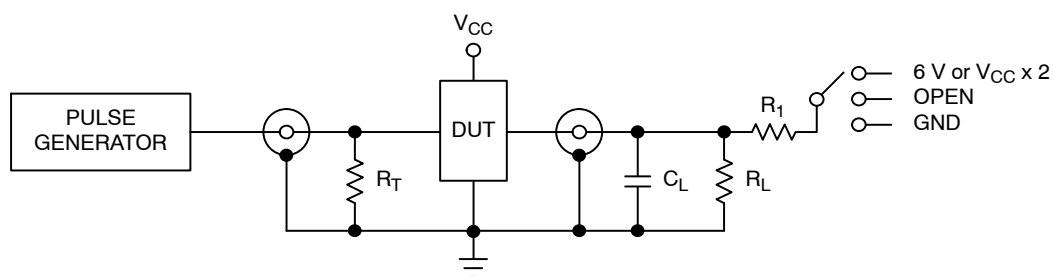 V_CC
6 V or V_CC x 2
OPEN
GND
R_1
PULSE
GENERATOR
DUT
R_T
C_L
R_L